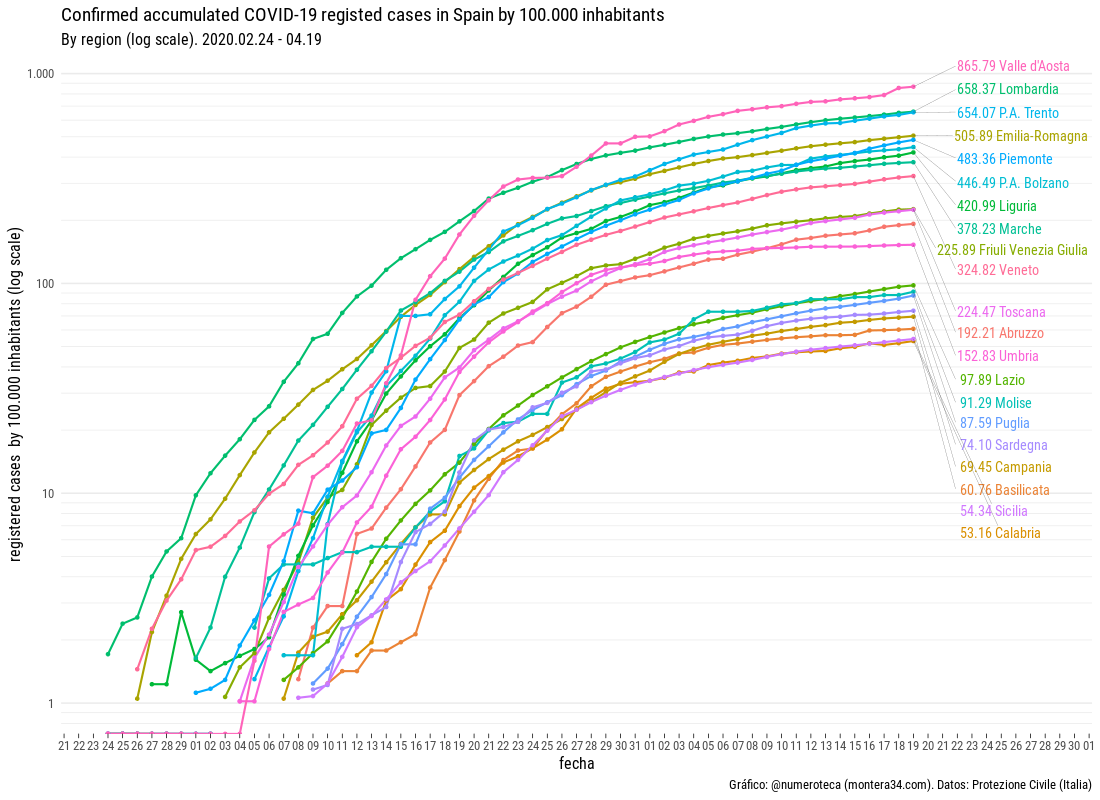 Confirmed accumulated COVID-19 registed cases in Spain by 100.000 inhabitants
By region (log scale). 2020.02.24 - 04.19
registered cases by 100.000 inhabitants (log scale)
1.000
100
10
1
865.79 Valle d'Aosta
658.37 Lombardia
654.07 P.A. Trento
505.89 Emilia-Romagna
483.36 Piemonte
446.49 P.A. Bolzano
420.99 Liguria
378.23 Marche
225.89 Friuli Venezia Giulia
324.82 Veneto
224.47 Toscana
192.21 Abruzzo
152.83 Umbria
97.89 Lazio
91.29 Molise
87.59 Puglia
74.10 Sardegna
69.45 Campania
60.76 Basilicata
54.34 Sicilia
53.16 Calabria
21 22 23 24 25 26 27 28 29 01 02 03 04 05 06 07 08 09 10 11 12 13 14 15 16 17 18 19 20 21 22 23 24 25 26 27 28 29 30 31 01 02 03 04 05 06 07 08 09 10 11 12 13 14 15 16 17 18 19 20 21 22 23 24 25 26 27 28 29 30 01
fecha
Gráfico: @numeroteca (montera34.com). Datos: Protezione Civile (Italia)